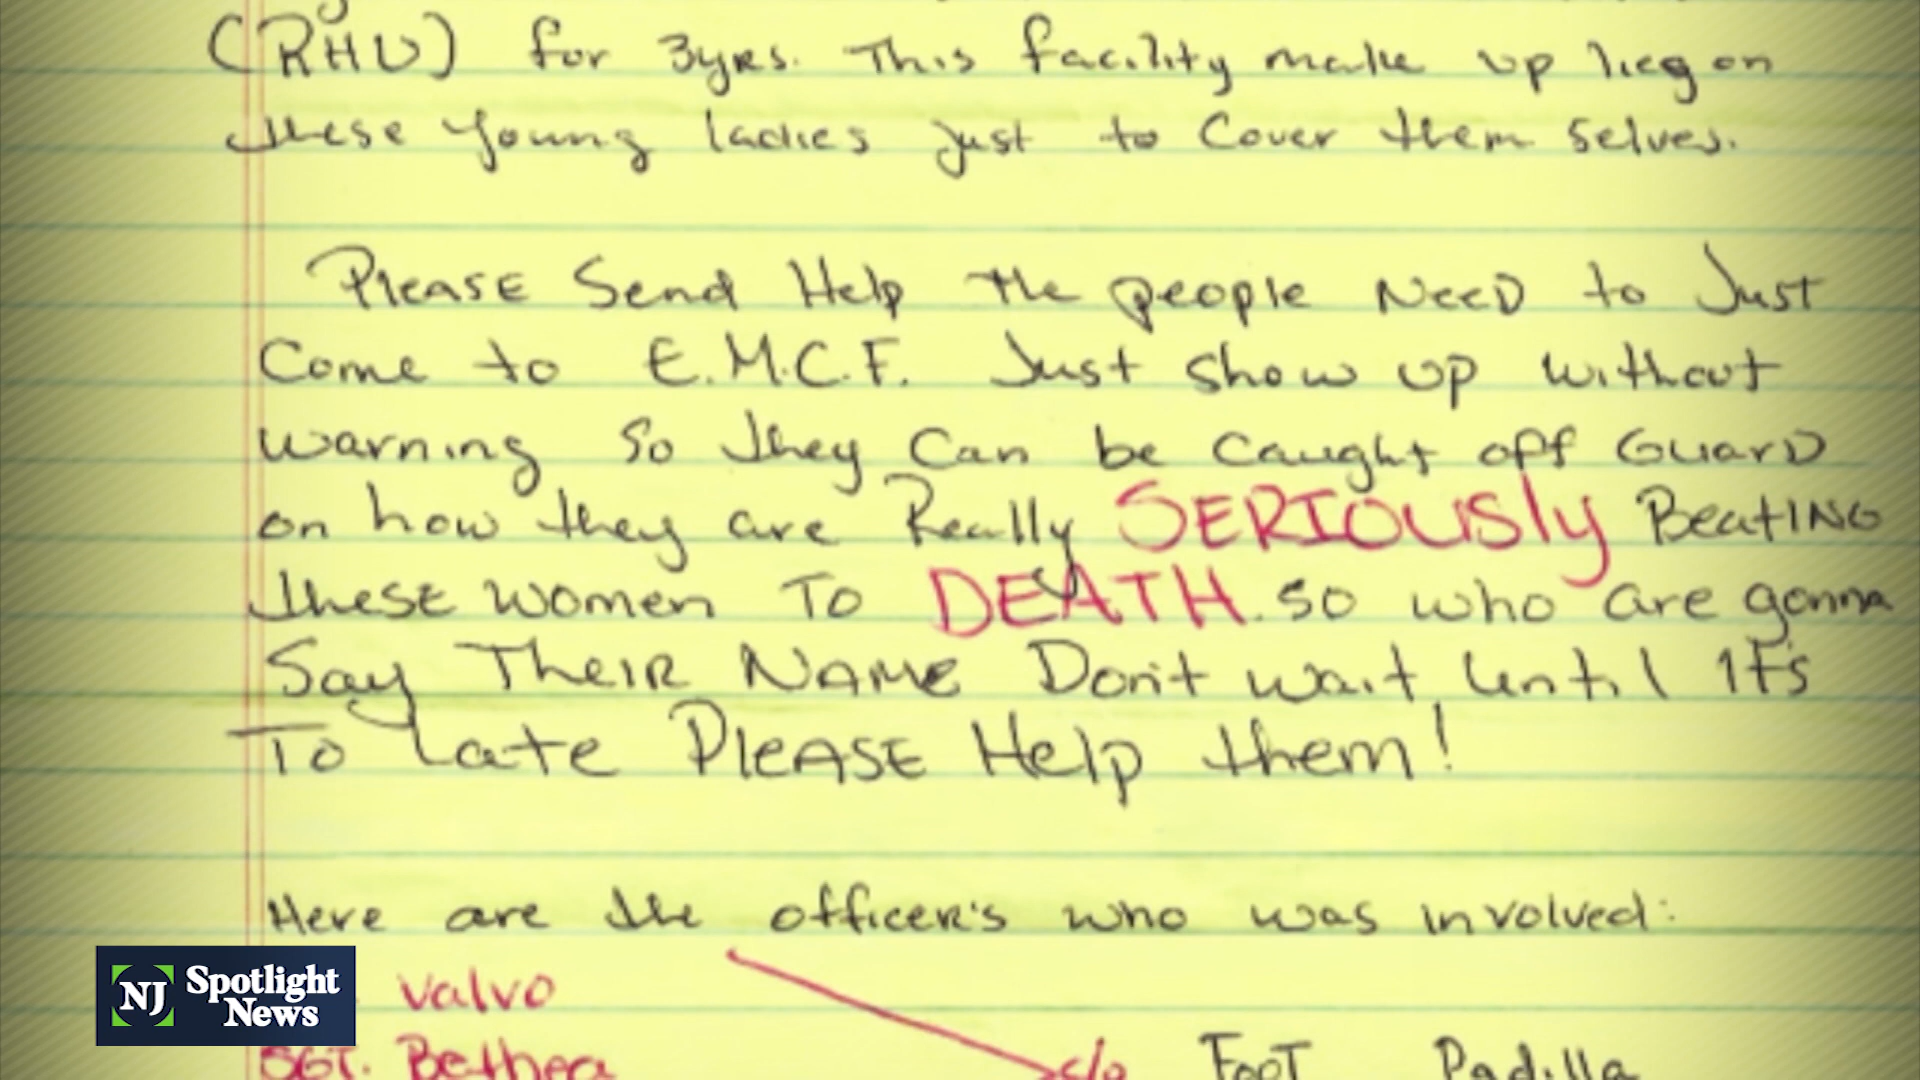 (RHU) for 3yrs. This facility make up lies on
these young ladies just to Cover them selves.
Please Send Help the people NeeD to Just
Come to E.M.C.F. Just show up without
warning so they can be caught off GuarD
on how they are Really SERIOUSly BeatING
these women To DEATH. so who are gonna
Say TheIR NAME Don't wait until IT's
To late PleASE Help them!
Here are the officer's who was involved:
NJ Spotlight News
valvo
SGT. Bethea
c/o FooT Padilla